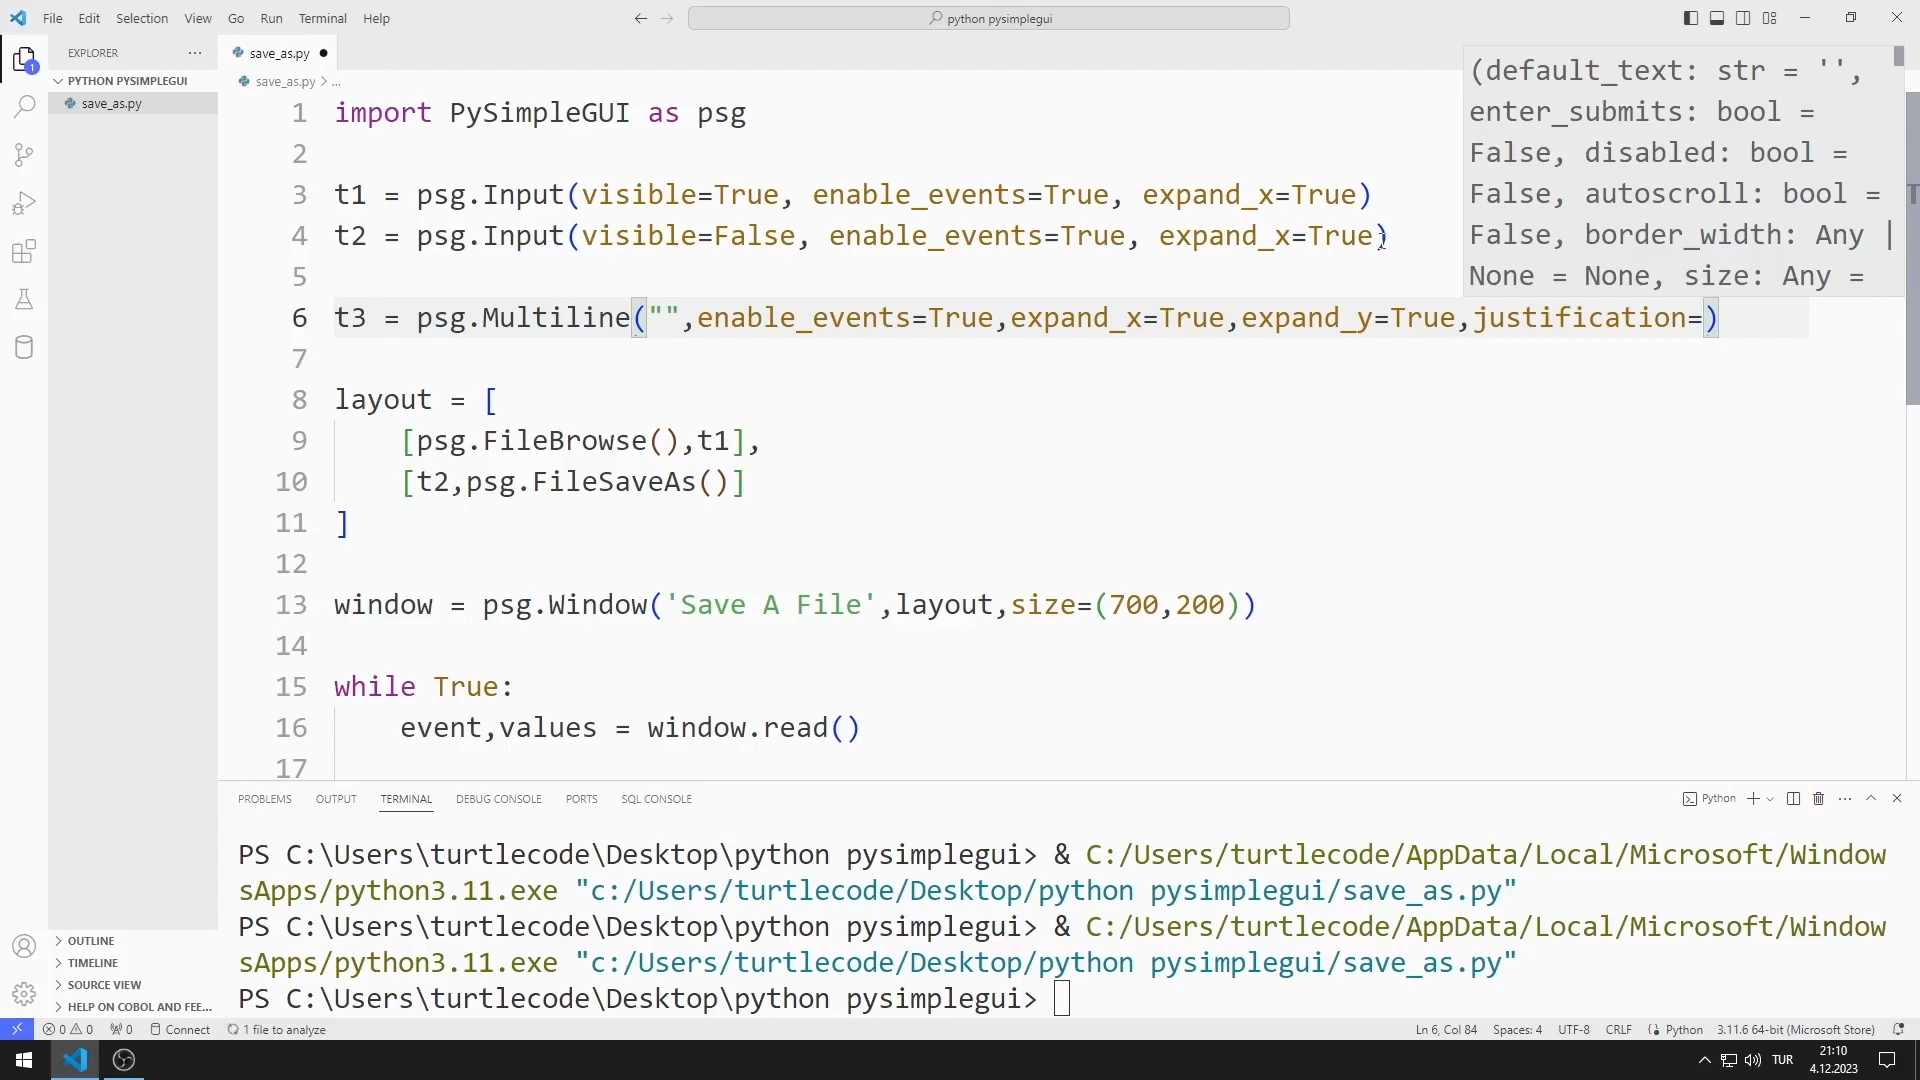 File Edit Selection View Go Run Terminal Help
python pysimplegui
EXPLORER
PYTHON PYSIMPLEGUI
save_as.py
1
save_as.py
save_as.py > ...
1 import PySimpleGUI as psg
2
3 t1 = psg.Input(visible=True, enable_events=True, expand_x=True)
4 t2 = psg.Input(visible=False, enable_events=True, expand_x=True)
5
6 t3 = psg.Multiline("",enable_events=True,expand_x=True,expand_y=True,justification=)
7
8 layout = [
9 [psg.FileBrowse(),t1],
10 [t2,psg.FileSaveAs()]
11 ]
12
13 window = psg.Window('Save A File',layout,size=(700,200))
14
15 while True:
16 event,values = window.read()
17
(default_text: str = '',
enter_submits: bool =
False, disabled: bool =
False, autoscroll: bool =
False, border_width: Any |
None = None, size: Any =
PROBLEMS OUTPUT TERMINAL DEBUG CONSOLE PORTS SQL CONSOLE
Python
PS C:\Users\turtlecode\Desktop\python pysimplegui> & C:/Users/turtlecode/AppData/Local/Microsoft/Window
sApps/python3.11.exe "c:/Users/turtlecode/Desktop/python pysimplegui/save_as.py"
PS C:\Users\turtlecode\Desktop\python pysimplegui> & C:/Users/turtlecode/AppData/Local/Microsoft/Window
sApps/python3.11.exe "c:/Users/turtlecode/Desktop/python pysimplegui/save_as.py"
PS C:\Users\turtlecode\Desktop\python pysimplegui>
OUTLINE
TIMELINE
SOURCE VIEW
HELP ON COBOL AND FEE...
0 0 0 Connect 1 file to analyze
Ln 6, Col 84 Spaces: 4 UTF-8 CRLF Python 3.11.6 64-bit (Microsoft Store)
TUR
21:10
4.12.2023